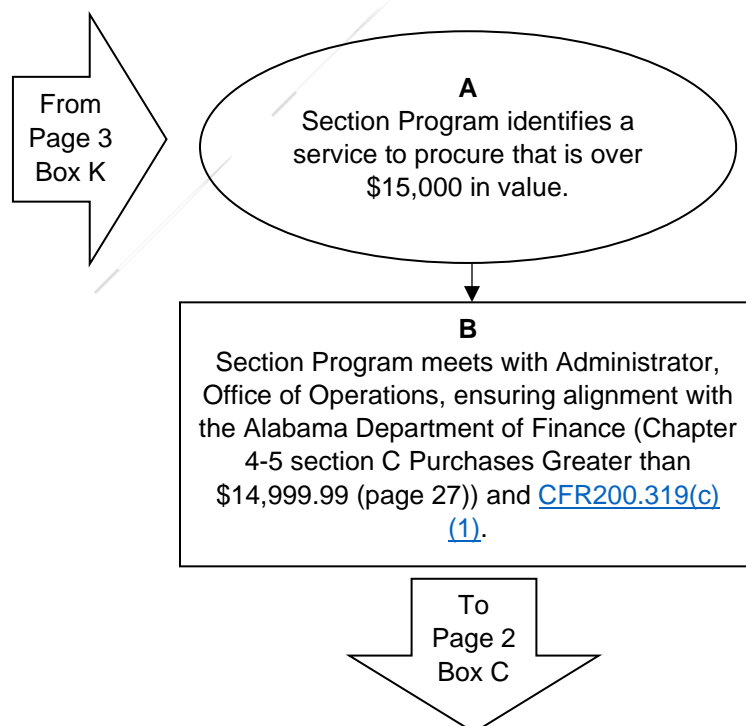 From
Page 3
Box K
A
Section Program identifies a
service to procure that is over
$15,000 in value.
B
Section Program meets with Administrator,
Office of Operations, ensuring alignment with
the Alabama Department of Finance (Chapter
4-5 section C Purchases Greater than
$14,999.99 (page 27)) and CFR200.319(c)
(1).
To
Page 2
Box C